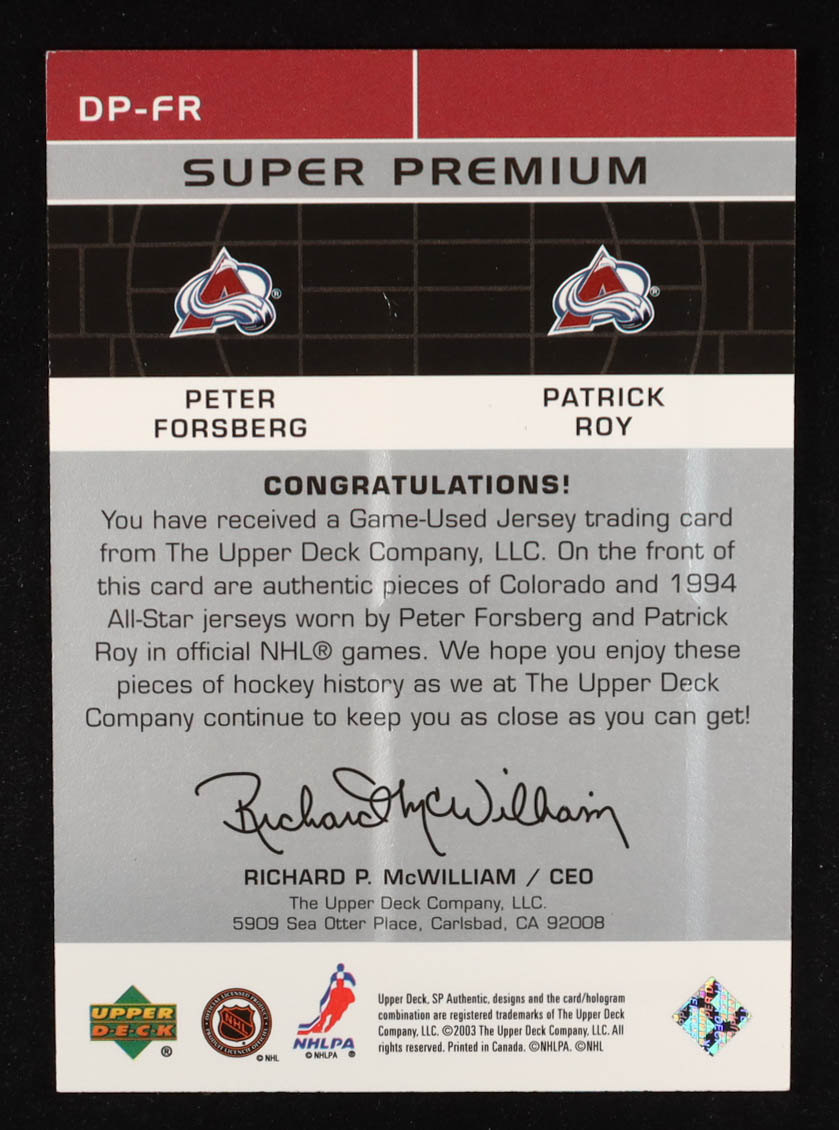 DP-FR
SUPER PREMIUM
®
®
PETER
FORSBERG
PATRICK
ROY
CONGRATULATIONS!
You have received a Game-Used Jersey trading card
from The Upper Deck Company, LLC. On the front of
this card are authentic pieces of Colorado and 1994
All-Star jerseys worn by Peter Forsberg and Patrick
Roy in official NHL® games. We hope you enjoy these
pieces of hockey history as we at The Upper Deck
Company continue to keep you as close as you can get!
Richard McWilliam
RICHARD P. McWILLIAM / CEO
The Upper Deck Company, LLC.
5909 Sea Otter Place, Carlsbad, CA 92008
UPPER
DECK
®
OFFICIAL LICENSED PRODUCT
NHL
© NHL
NHLPA
© NHLPA ®
Upper Deck, SP Authentic, designs and the card/hologram
combination are registered trademarks of The Upper Deck
Company, LLC. ©2003 The Upper Deck Company, LLC. All
rights reserved. Printed in Canada. ©NHLPA. ©NHL